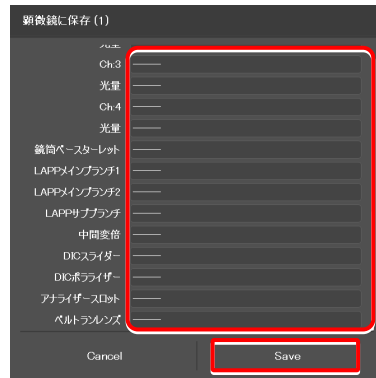 顕微鏡に保存 (1)
光量
Ch:3 ――
光量 ――
Ch:4 ――
光量 ――
鏡筒ベースターレット ――
LAPPメインブランチ1 ――
LAPPメインブランチ2 ――
LAPPサブブランチ ――
中間変倍 ――
DICスライダー ――
DICポラライザー ――
アナライザースロット ――
ベルトランレンズ ――
Cancel Save